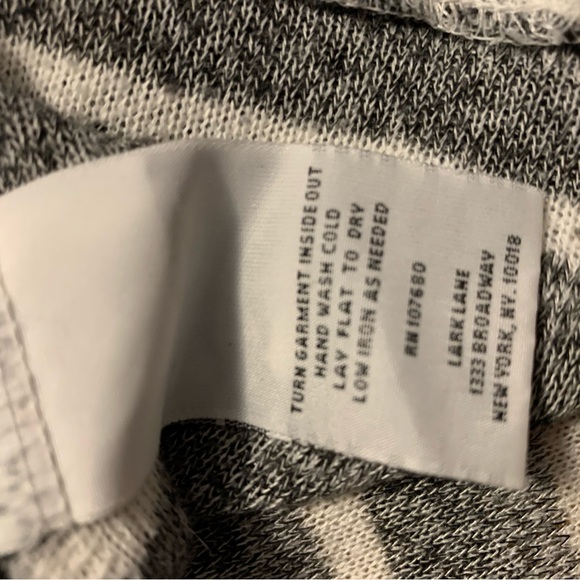 TURN GARMENT INSIDE OUT
HAND WASH COLD
LAY FLAT TO DRY
LOW IRON AS NEEDED
RN 107680
LARK LANE
1333 BROADWAY
NEW YORK, NY. 10018